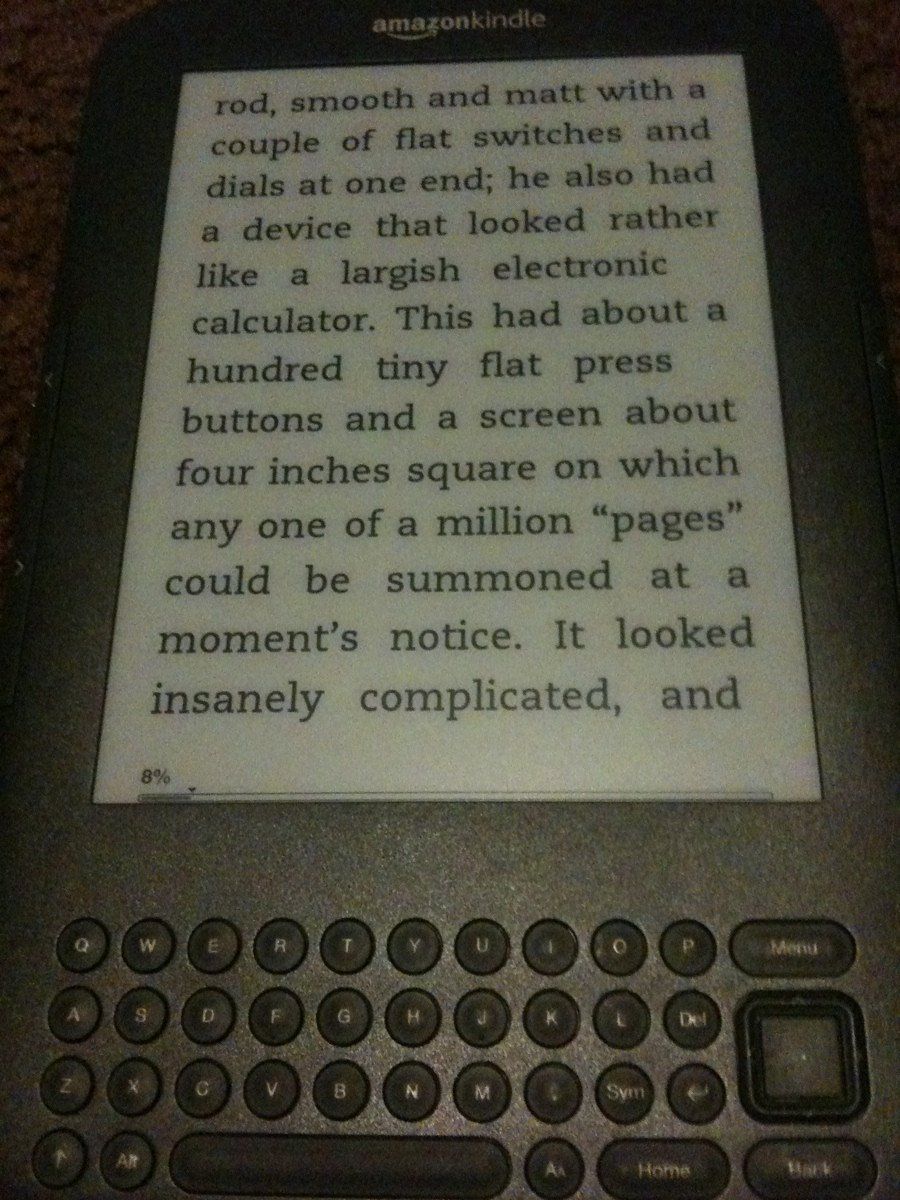 amazonkindle
rod, smooth and matt with a
couple of flat switches and
dials at one end; he also had
a device that looked rather
like a largish electronic
calculator. This had about a
hundred tiny flat press
buttons and a screen about
four inches square on which
any one of a million “pages”
could be summoned at a
moment’s notice. It looked
insanely complicated, and
8%
Q W E R T Y U I O P Menu
A S D F G H J K L Del
Z X C V B N M . Sym ↵
↑ Alt Aa Home Back